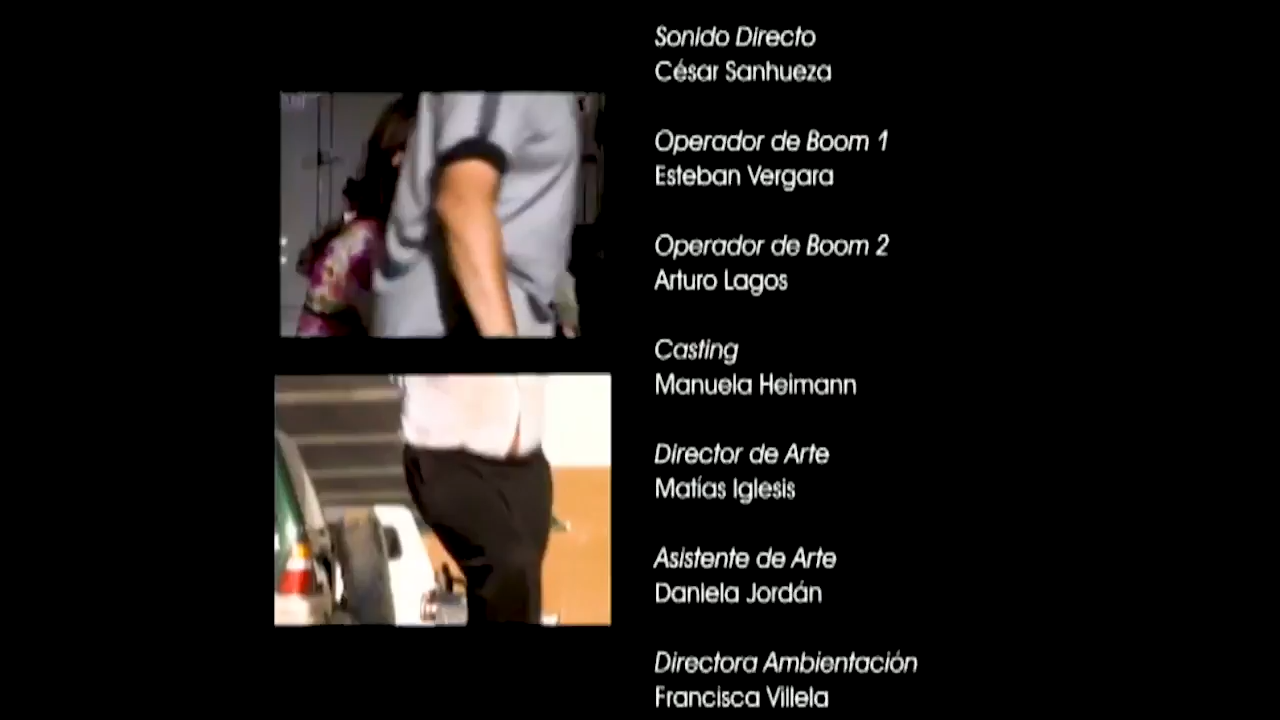 Sonido Directo
César Sanhueza
Operador de Boom 1
Esteban Vergara
Operador de Boom 2
Arturo Lagos
Casting
Manuela Heimann
Director de Arte
Matías Iglesis
Asistente de Arte
Daniela Jordán
Directora Ambientación
Francisca Villela